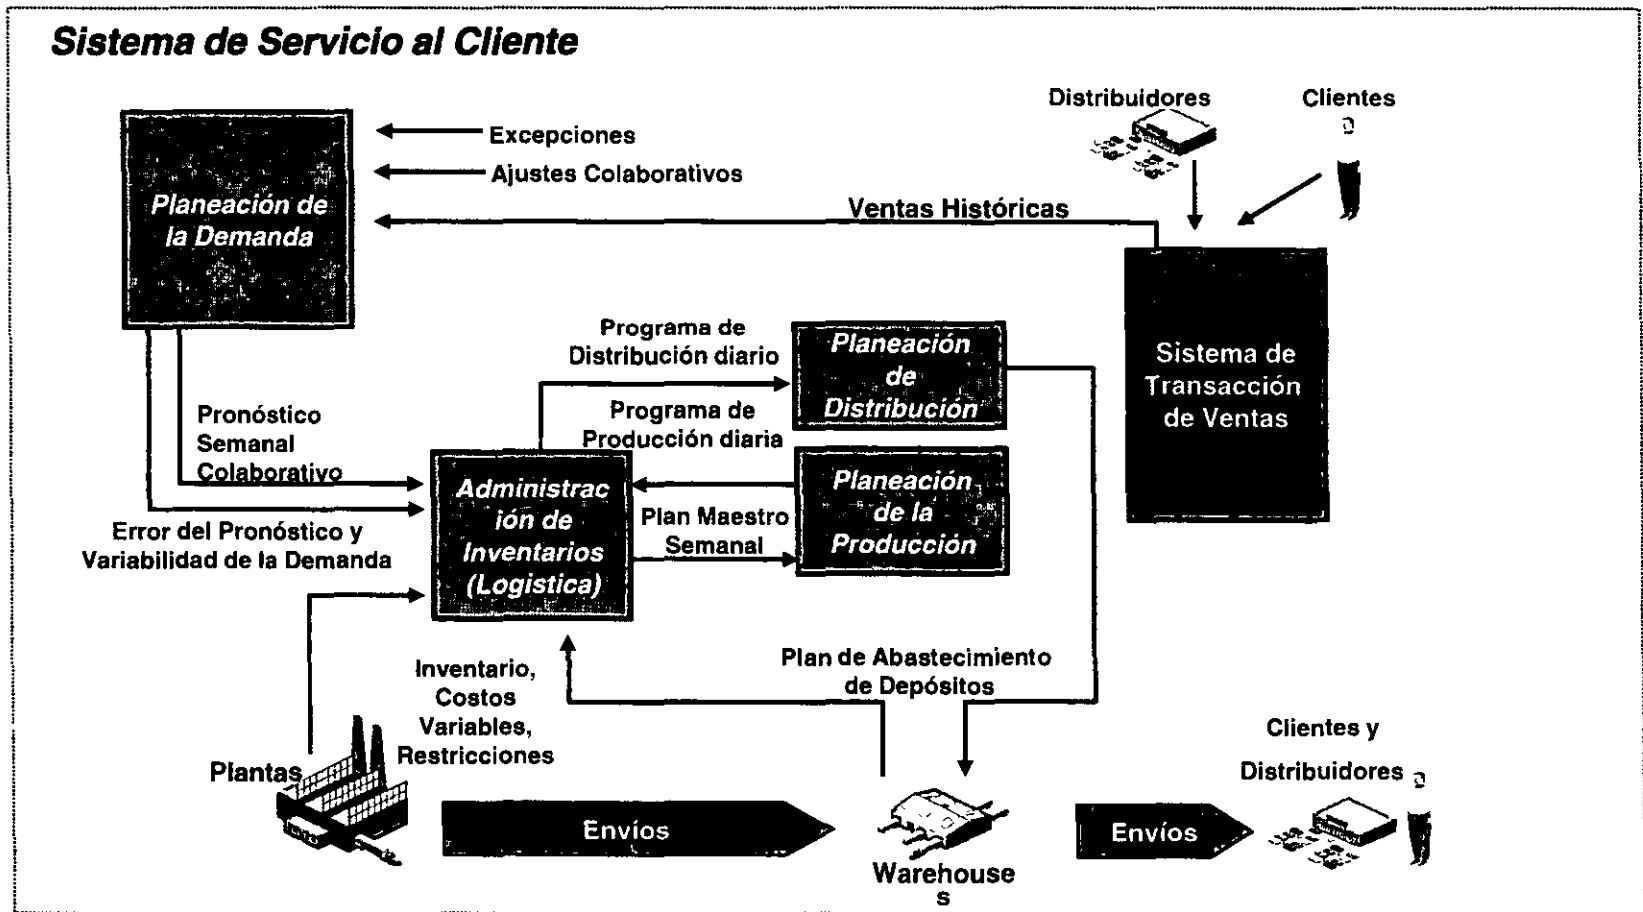 Sistema de Servicio al Cliente
Distribuidores
Clientes
Excepciones
Ajustes Colaborativos
Ventas Históricas
Planeación de
la Demanda
Sistema de
Transacción
de Ventas
Programa de
Distribución diario
Planeación
de
Distribución
Programa de
Producción diaria
Pronóstico
Semanal
Colaborativo
Administrac
ión de
Inventarios
(Logistica)
Planeación
de la
Producción
Plan Maestro
Semanal
Error del Pronóstico y
Variabilidad de la Demanda
Inventario,
Costos
Variables,
Restricciones
Plan de Abastecimiento
de Depósitos
Plantas
Envíos
Warehouse
s
Envíos
Clientes y
Distribuidores